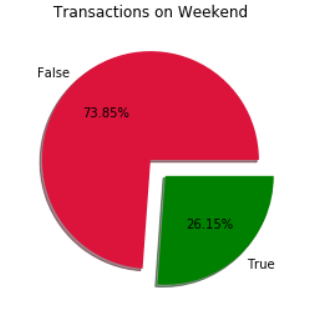 Transactions on Weekend
False
73.85%
26.15%
True